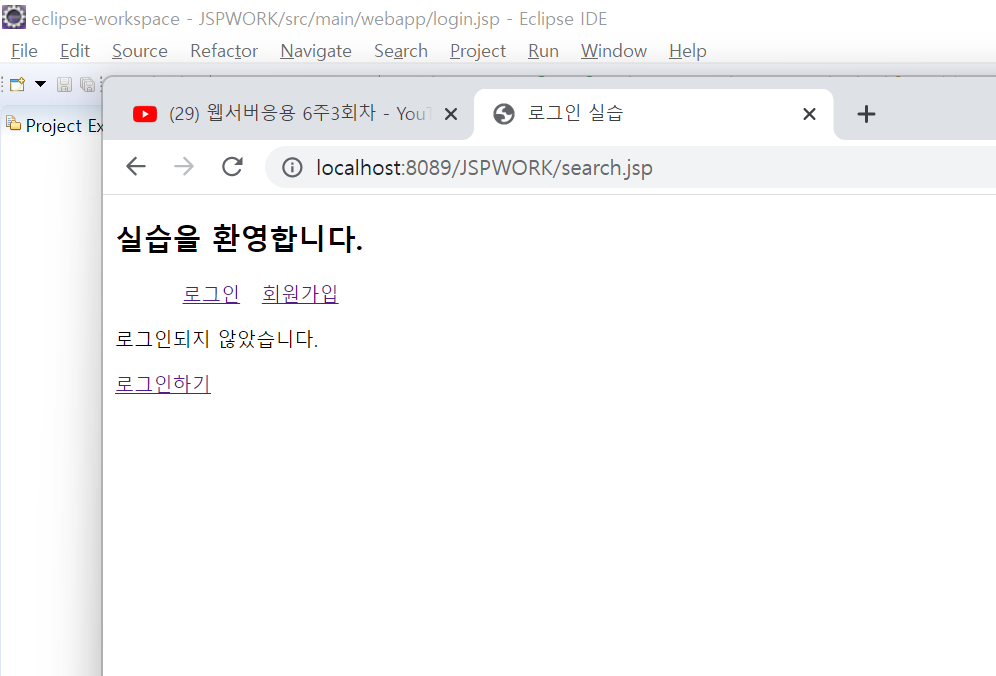 eclipse-workspace - JSPWORK/src/main/webapp/login.jsp - Eclipse IDE
File Edit Source Refactor Navigate Search Project Run Window Help
(29) 웹서버응용 6주3회차 - You
로그인 실습
Project Ex
localhost:8089/JSPWORK/search.jsp
실습을 환영합니다.
로그인 회원가입
로그인되지 않았습니다.
로그인하기